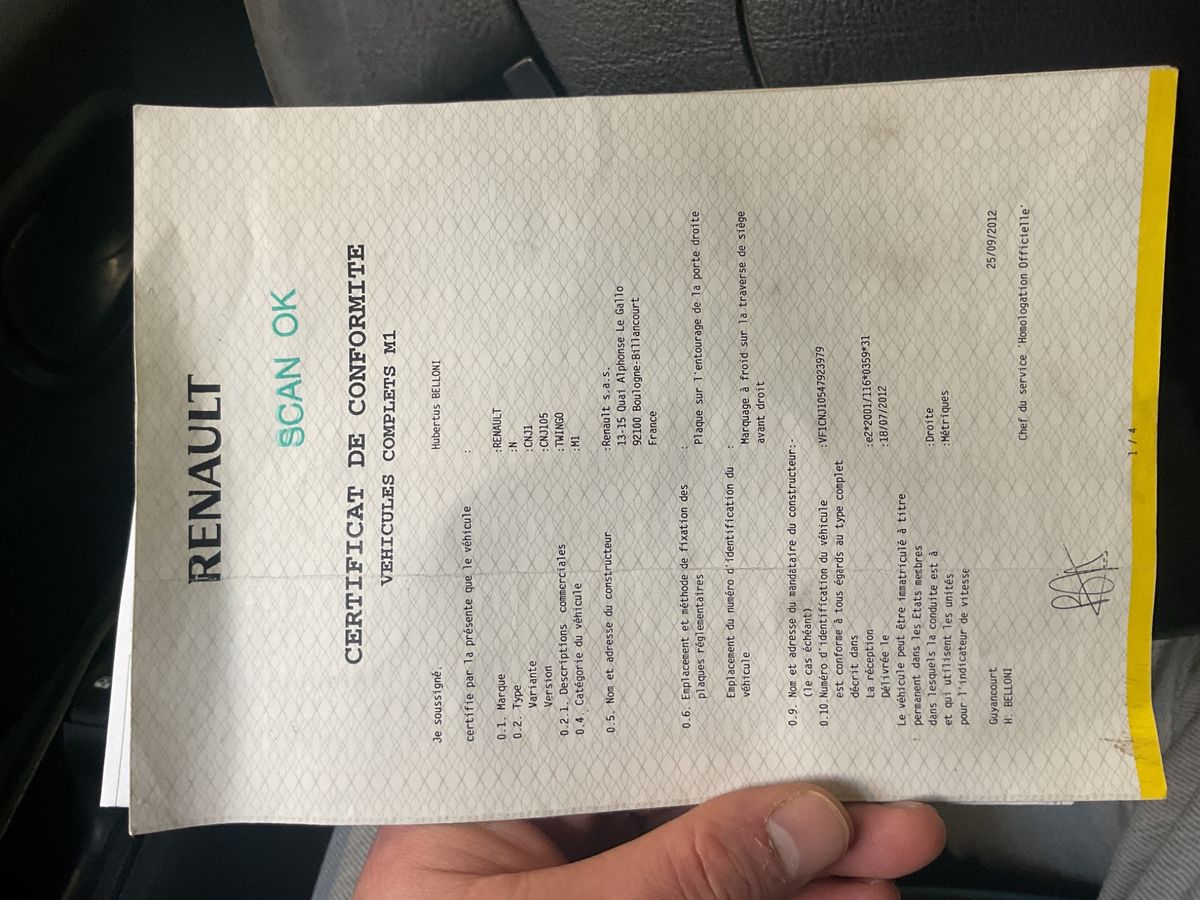 RENAULT
SCAN OK
CERTIFICAT DE CONFORMITE
VEHICULES COMPLETS M1
Je soussigné. Hubertus BELLONI
certifie par la présente que le véhicule :
0.1. Marque :RENAULT
0.2. Type :N
Variante :CNJ1
Version :CNJ105
0.2.1. Descriptions commerciales :TWINGO
0.4. Catégorie du véhicule :M1
0.5. Nom et adresse du constructeur :Renault s.a.s.
13-15 Quai Alphonse Le Gallo
92100 Boulogne-Billancourt
France
0.6. Emplacement et méthode de fixation des :
plaques réglementaires Plaque sur l'entourage de la porte droite
Emplacement du numéro d'identification du :
véhicule Marquage à froid sur la traverse de siège
avant droit
0.9. Nom et adresse du mandataire du constructeur:-
(le cas échéant)
0.10.Numéro d'identification du véhicule :VF1CNJ10547923979
est conforme à tous égards au type complet
décrit dans
La réception :e2*2001/116*0359*31
Délivrée le :18/07/2012
Le véhicule peut être immatriculé à titre
permanent dans les Etats membres
dans lesquels la conduite est à :Droite
et qui utilisent les unités :Métriques
pour l'indicateur de vitesse
Guyancourt 25/09/2012
H. BELLONI
Chef du service 'Homologation Officielle'
1 / 4